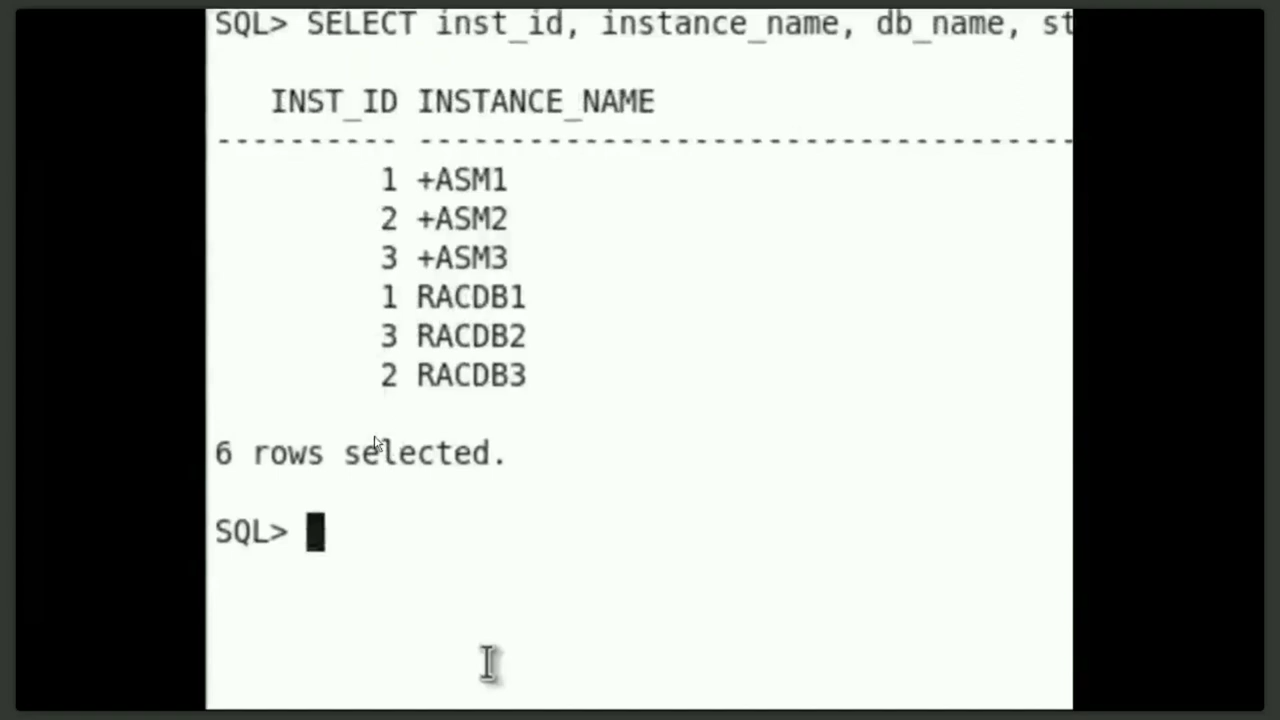 SQL> SELECT inst_id, instance_name, db_name, st
INST_ID INSTANCE_NAME
---------- ------------------------------------
1 +ASM1
2 +ASM2
3 +ASM3
1 RACDB1
3 RACDB2
2 RACDB3
6 rows selected.
SQL>